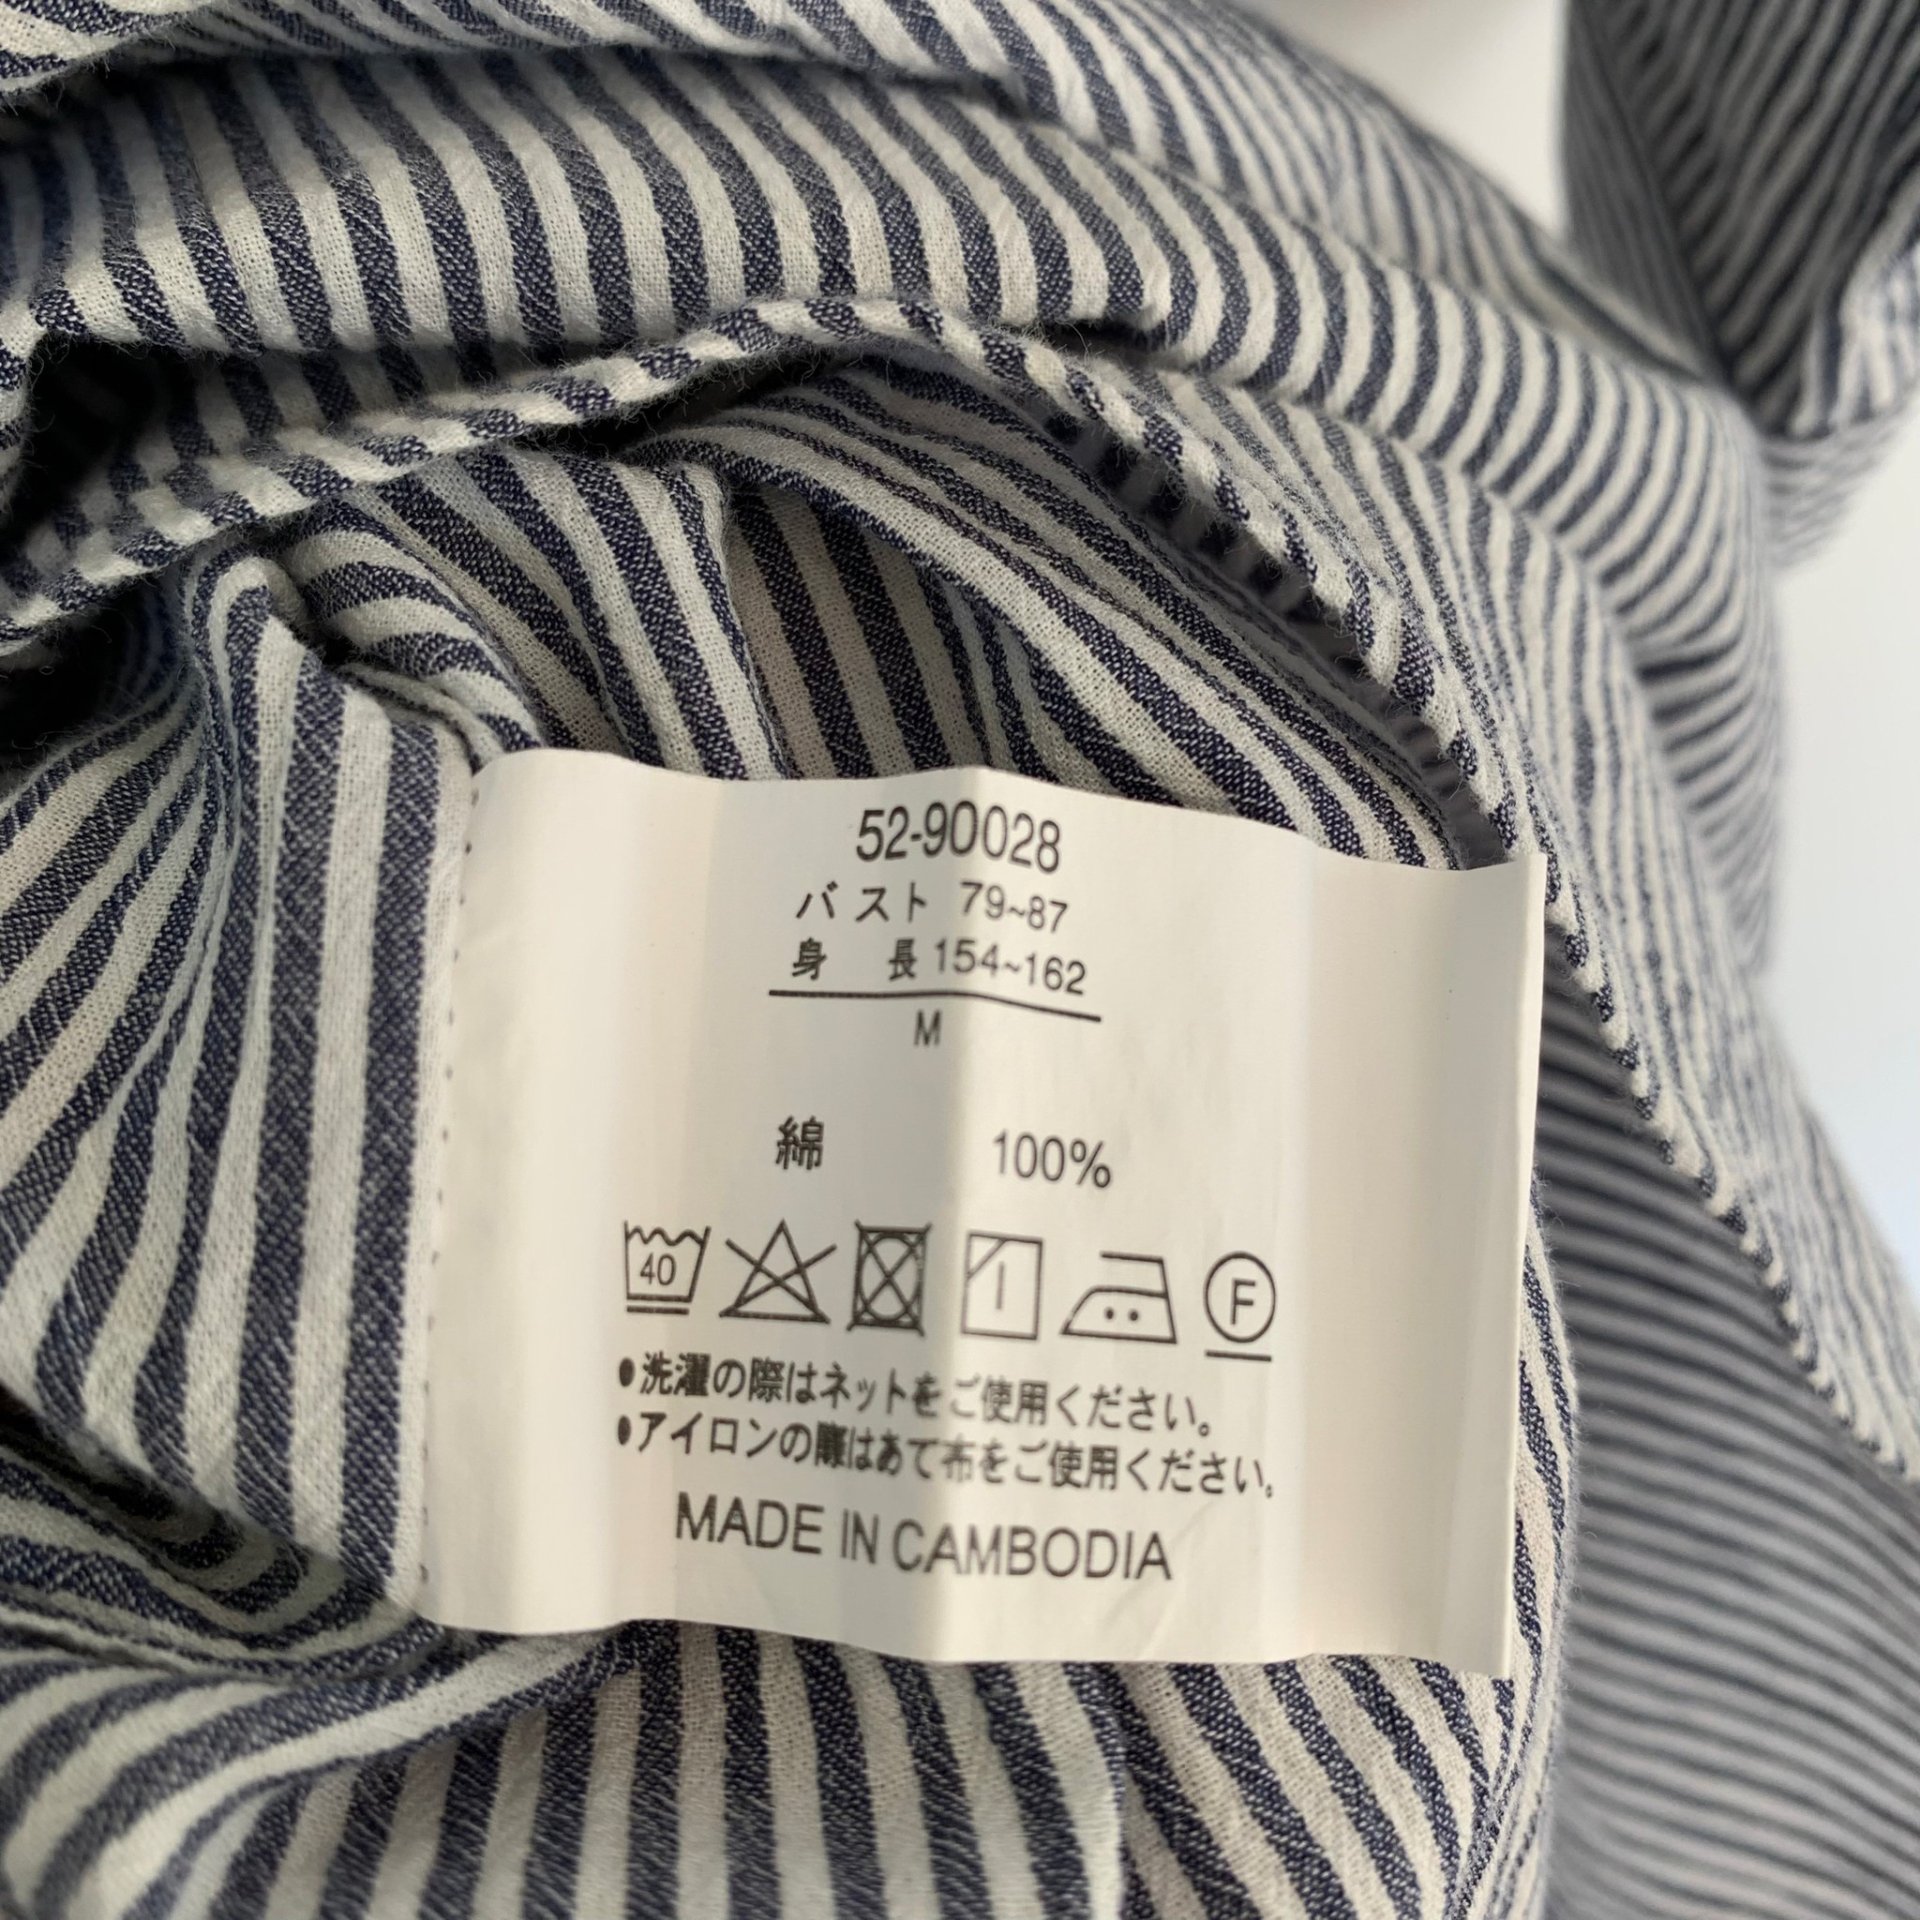 52-90028
バスト 79~87
身 長 154~162
M
綿 100%
40 F
●洗濯の際はネットをご使用ください。
●アイロンの際はあて布をご使用ください。
MADE IN CAMBODIA